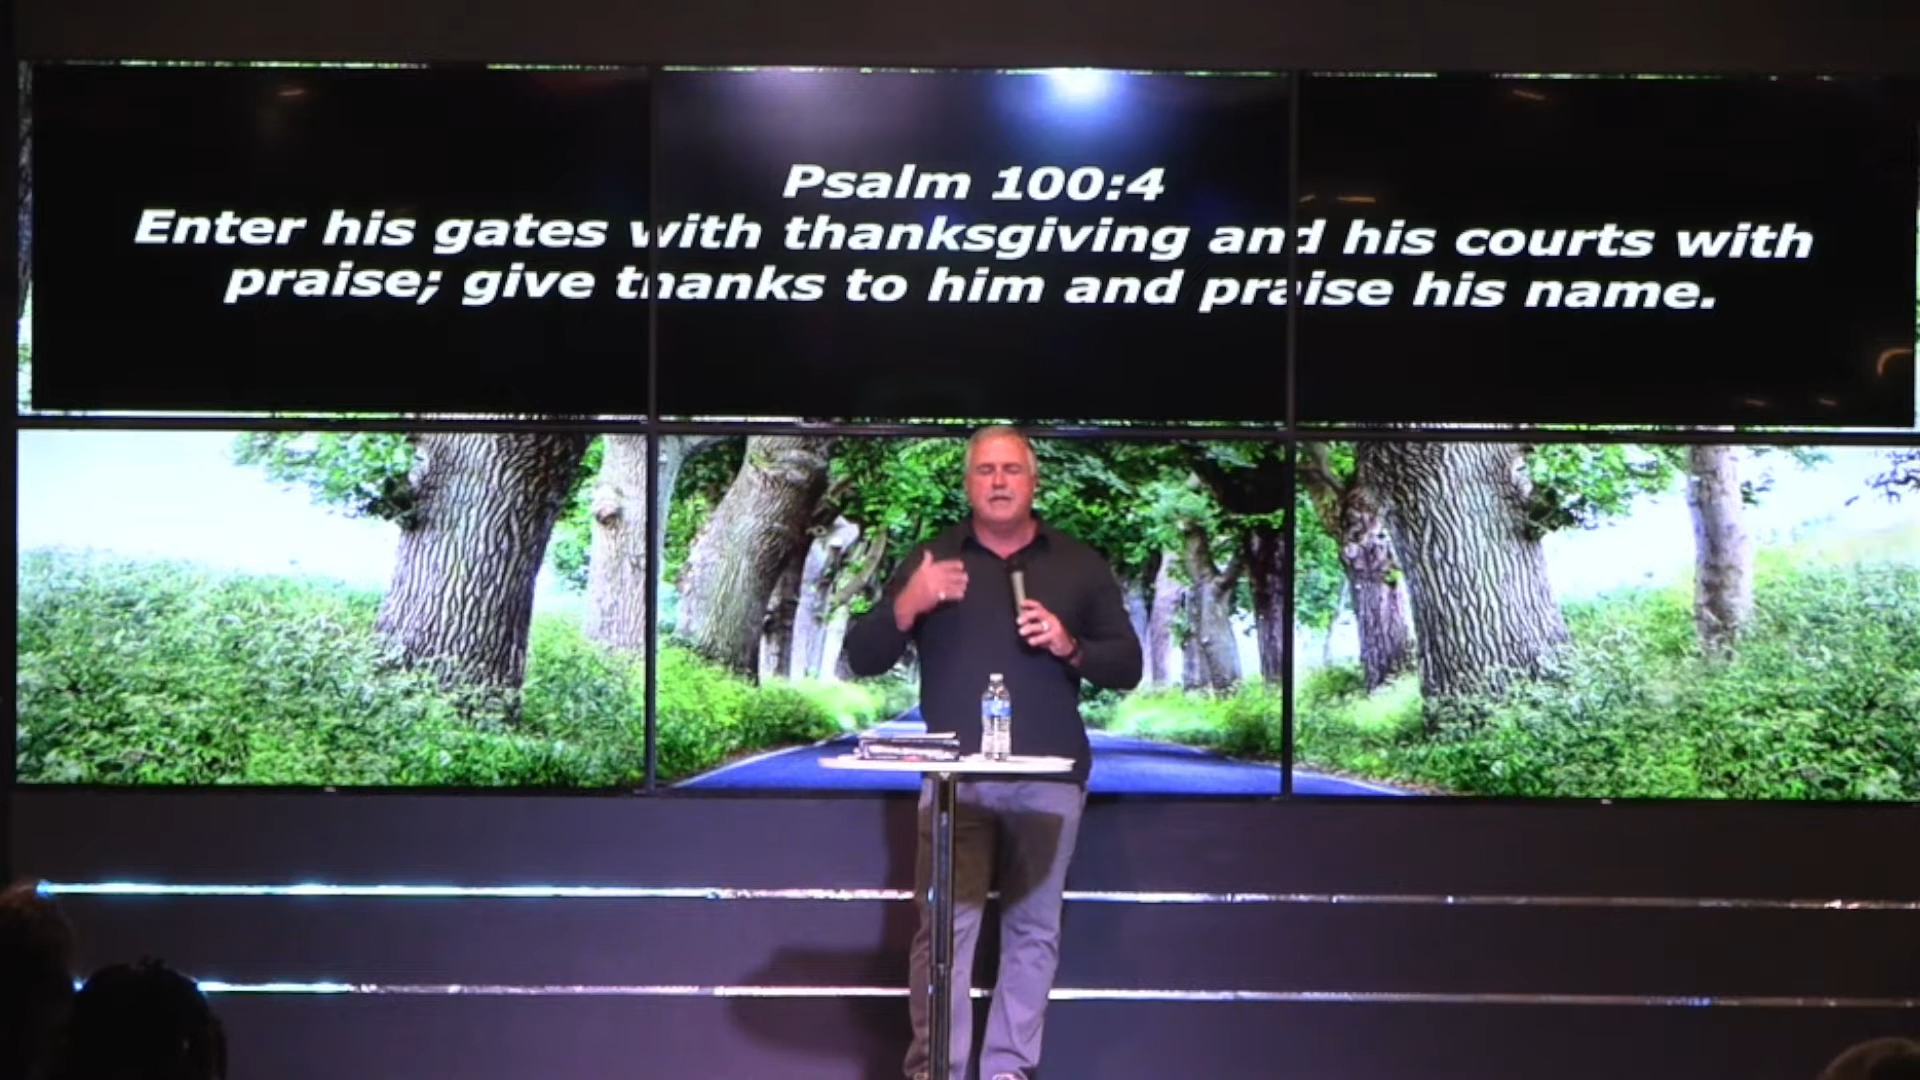 Psalm 100:4
Enter his gates with thanksgiving and his courts with
praise; give thanks to him and praise his name.